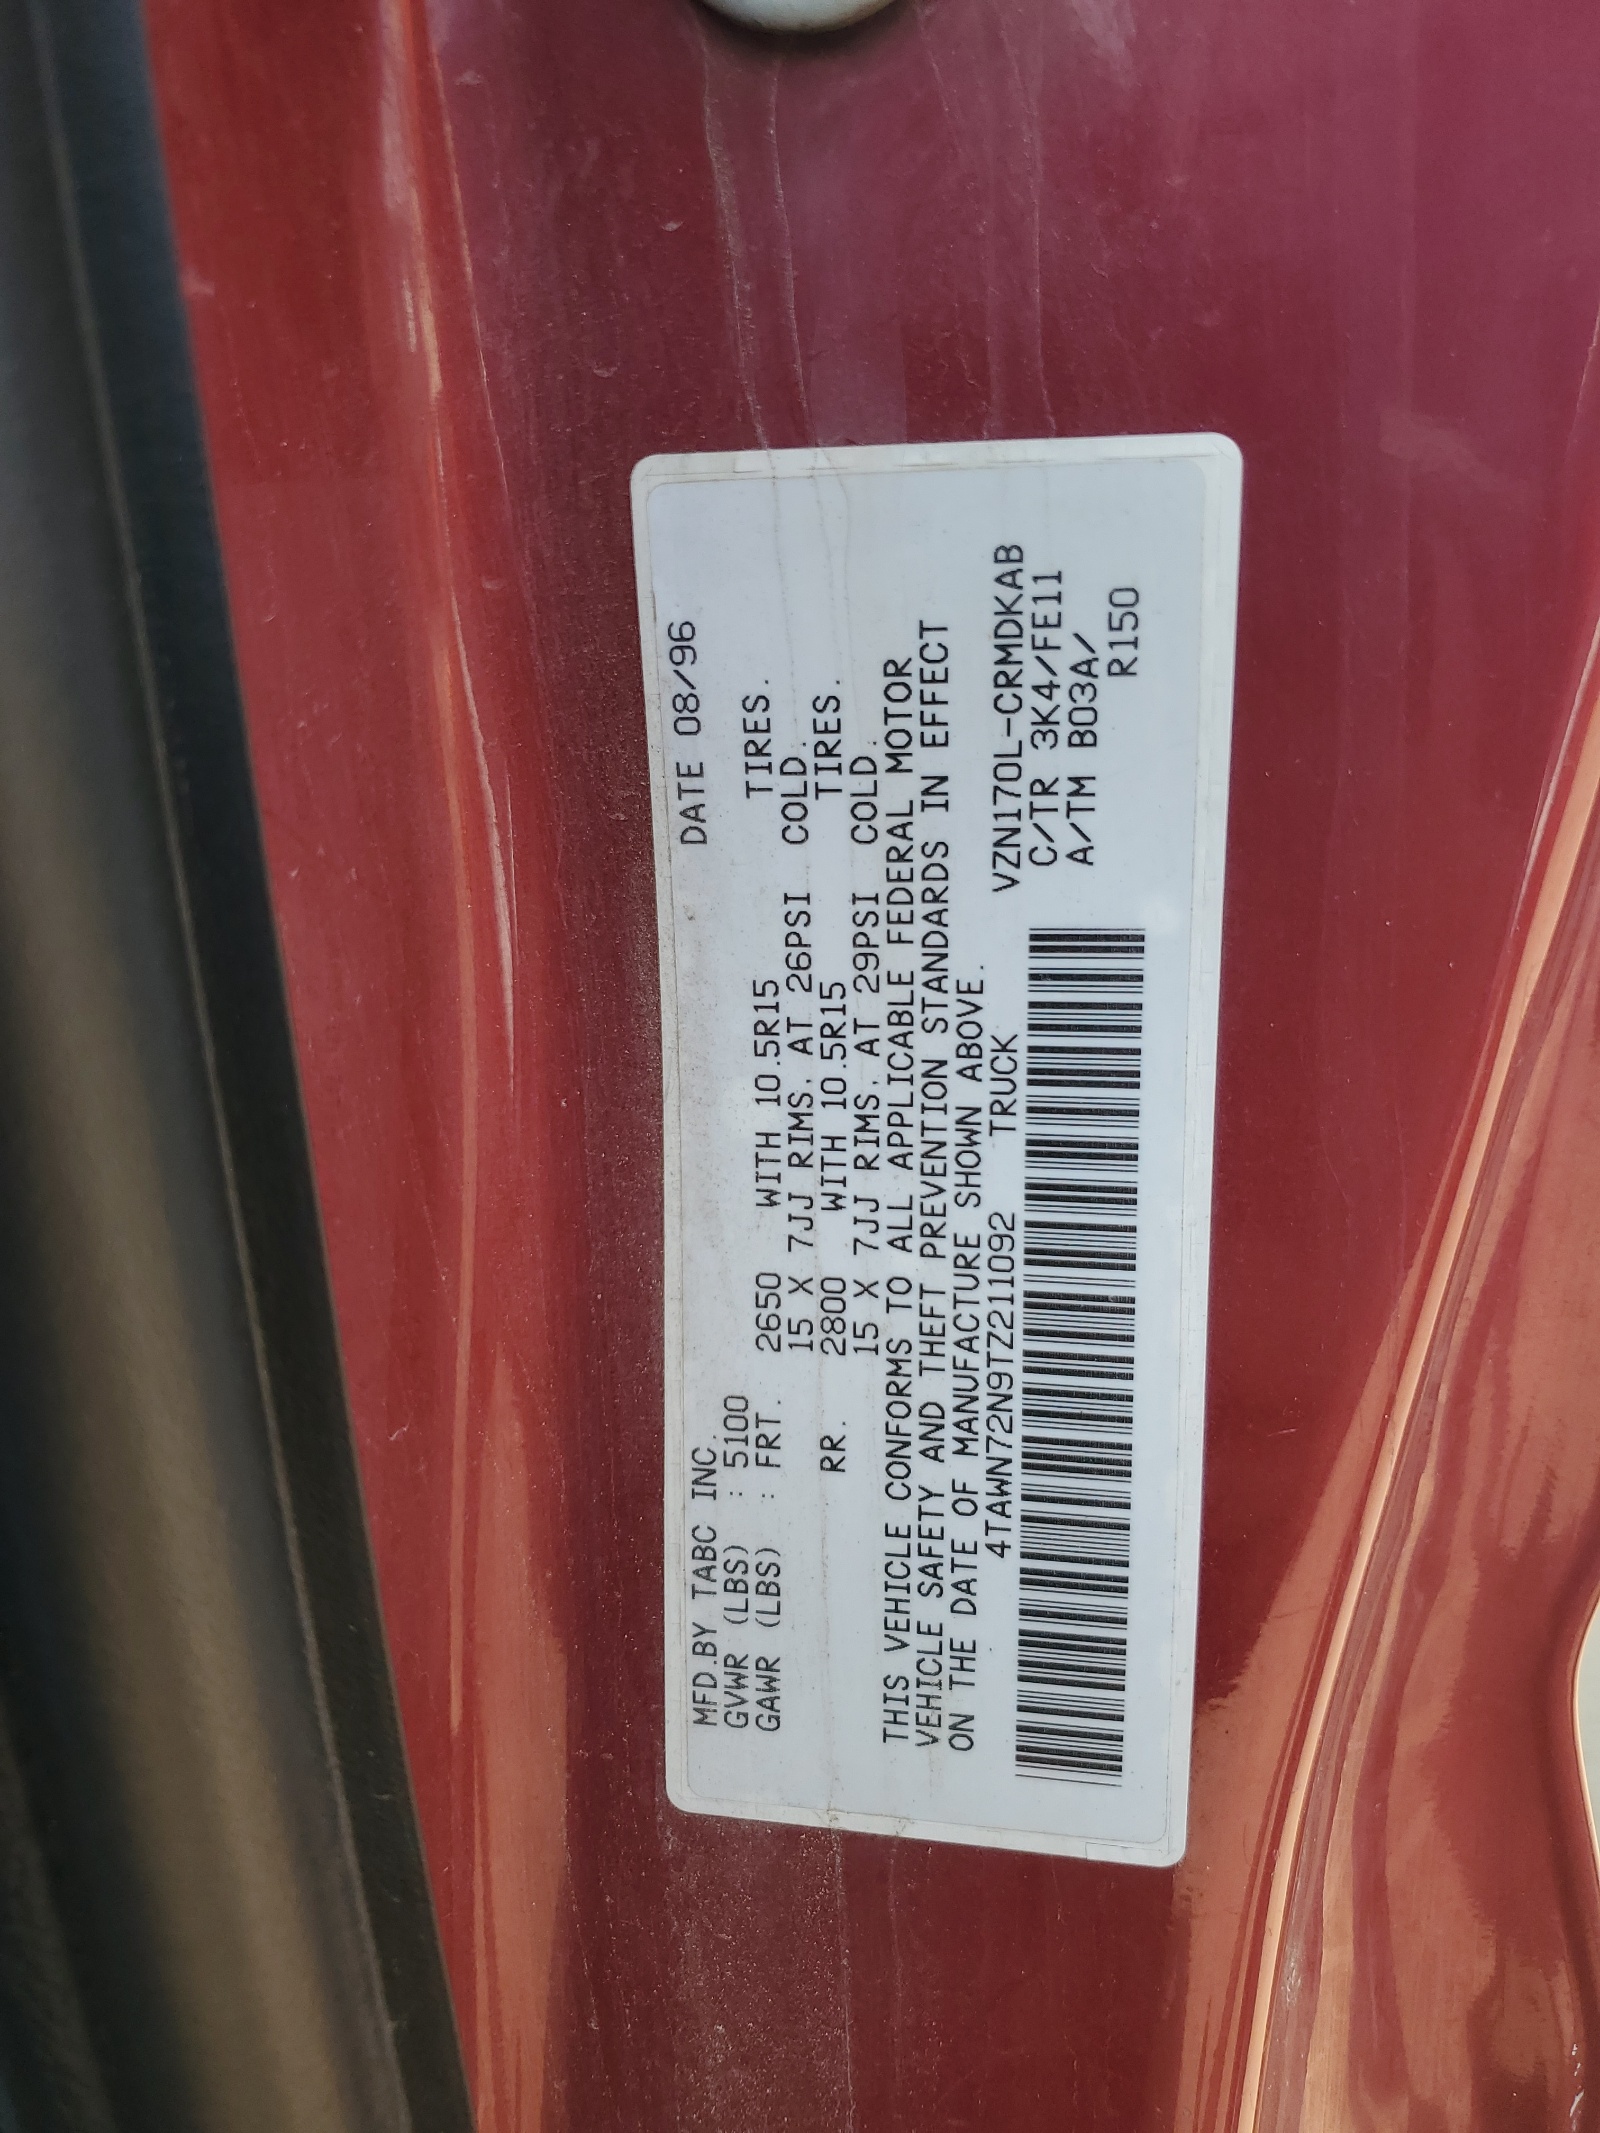 MFD.BY TABC INC. DATE 08/96
GVWR (LBS) : 5100
GAWR (LBS) : FRT. 2650 WITH 10.5R15 TIRES.
15 X 7JJ RIMS. AT 26PSI COLD.
RR. 2800 WITH 10.5R15 TIRES.
15 X 7JJ RIMS. AT 29PSI COLD.
THIS VEHICLE CONFORMS TO ALL APPLICABLE FEDERAL MOTOR
VEHICLE SAFETY AND THEFT PREVENTION STANDARDS IN EFFECT
ON THE DATE OF MANUFACTURE SHOWN ABOVE.
4TAWN72N9TZ211092 TRUCK VZN170L-CRMDKAB
C/TR 3K4/FE11
A/TM B03A/
R150